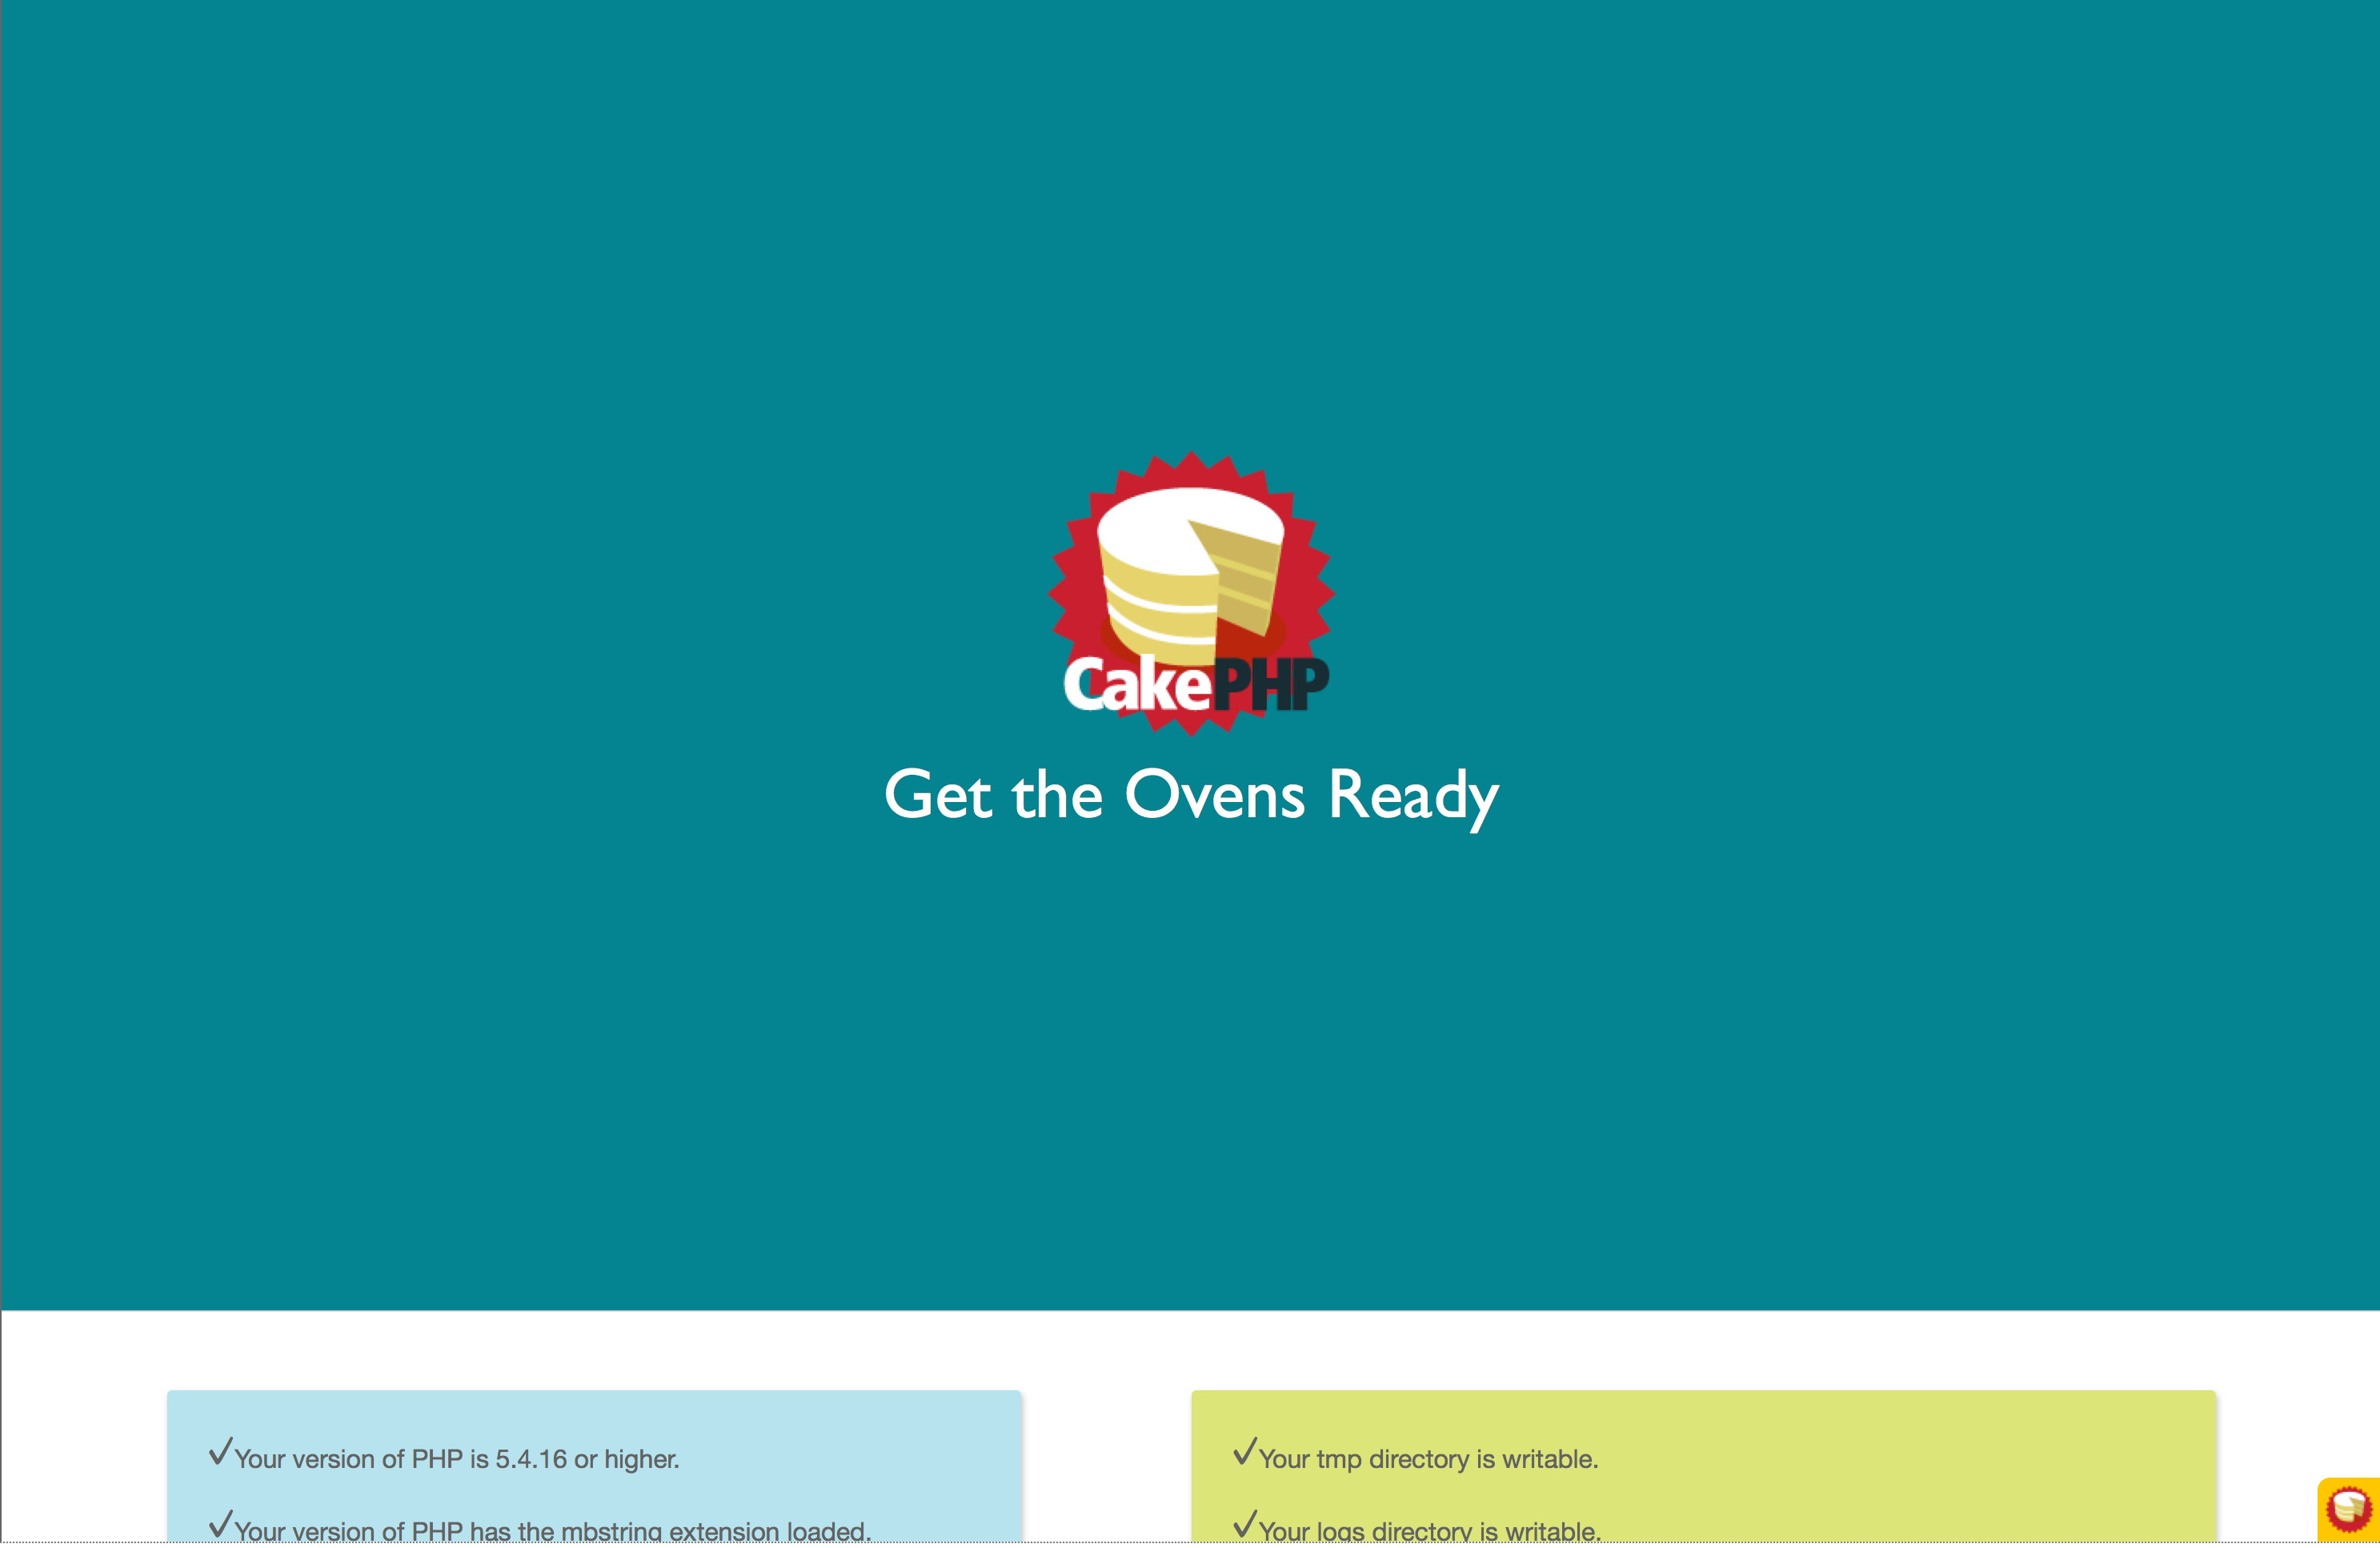 CakePHP
Get the Ovens Ready
Your version of PHP is 5.4.16 or higher.
Your version of PHP has the mbstring extension loaded.
Your tmp directory is writable.
Your logs directory is writable.